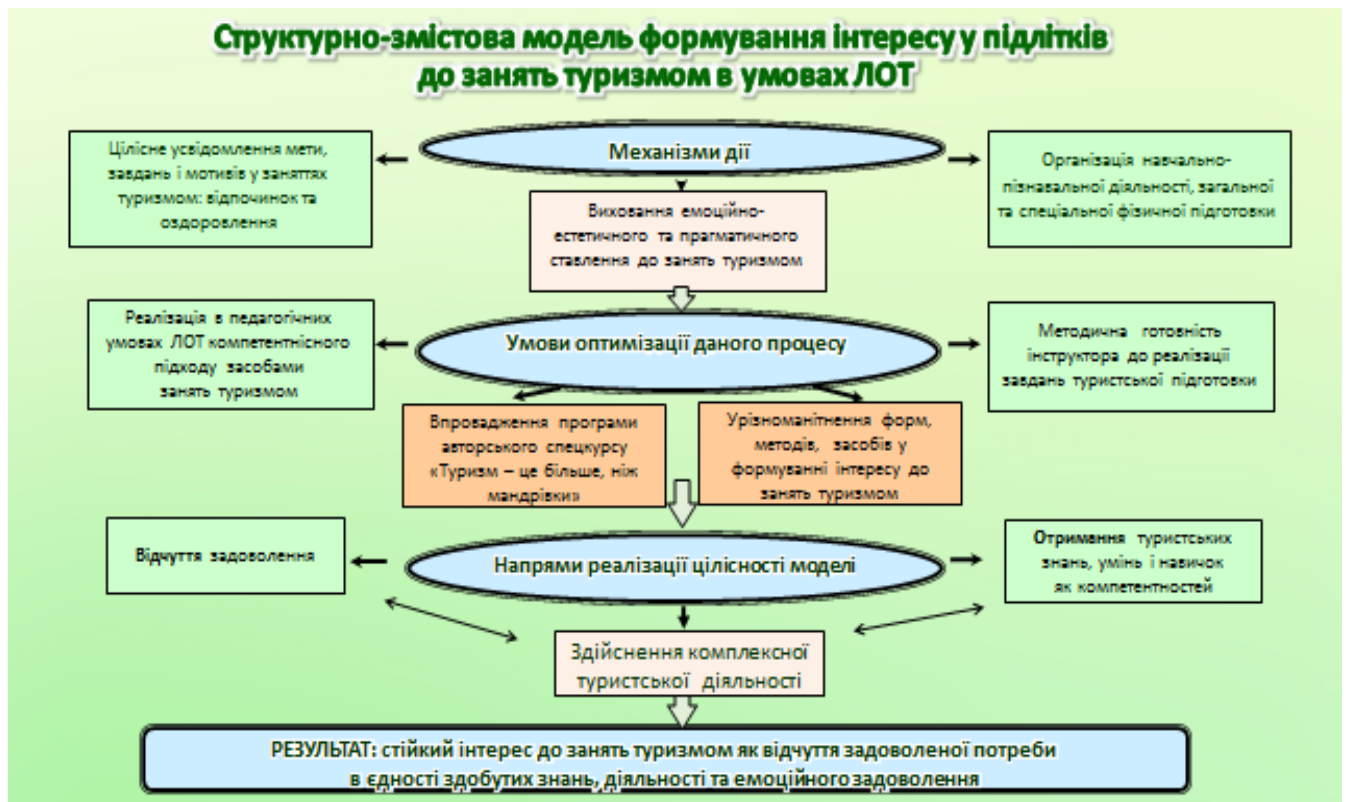 Структурно-змістова модель формування інтересу у підлітків
до занять туризмом в умовах ЛОТ
Механізми дії
Цілісне усвідомлення мети,
завдань і мотивів у заняттях
туризмом: відпочинок та
оздоровлення
Організація навчально-
пізнавальної діяльності, загальної
та спеціальної фізичної підготовки
Виховання емоційно-
естетичного та прагматичного
ставлення до занять туризмом
Реалізація в педагогічних
умовах ЛОТ компетентнісного
підходу засобами
занять туризмом
Умови оптимізації даного процесу
Методична готовність
інструктора до реалізації
завдань туристської підготовки
Впровадження програми
авторського спецкурсу
«Туризм – це більше, ніж
мандрівки»
Урізноманітнення форм,
методів, засобів у
формуванні інтересу до
занять туризмом
Відчуття задоволення
Напрями реалізації цілісності моделі
Отримання туристських
знань, умінь і навичок
як компетентностей
Здійснення комплексної
туристської діяльності
РЕЗУЛЬТАТ: стійкий інтерес до занять туризмом як відчуття задоволеної потреби
в єдності здобутих знань, діяльності та емоційного задоволення